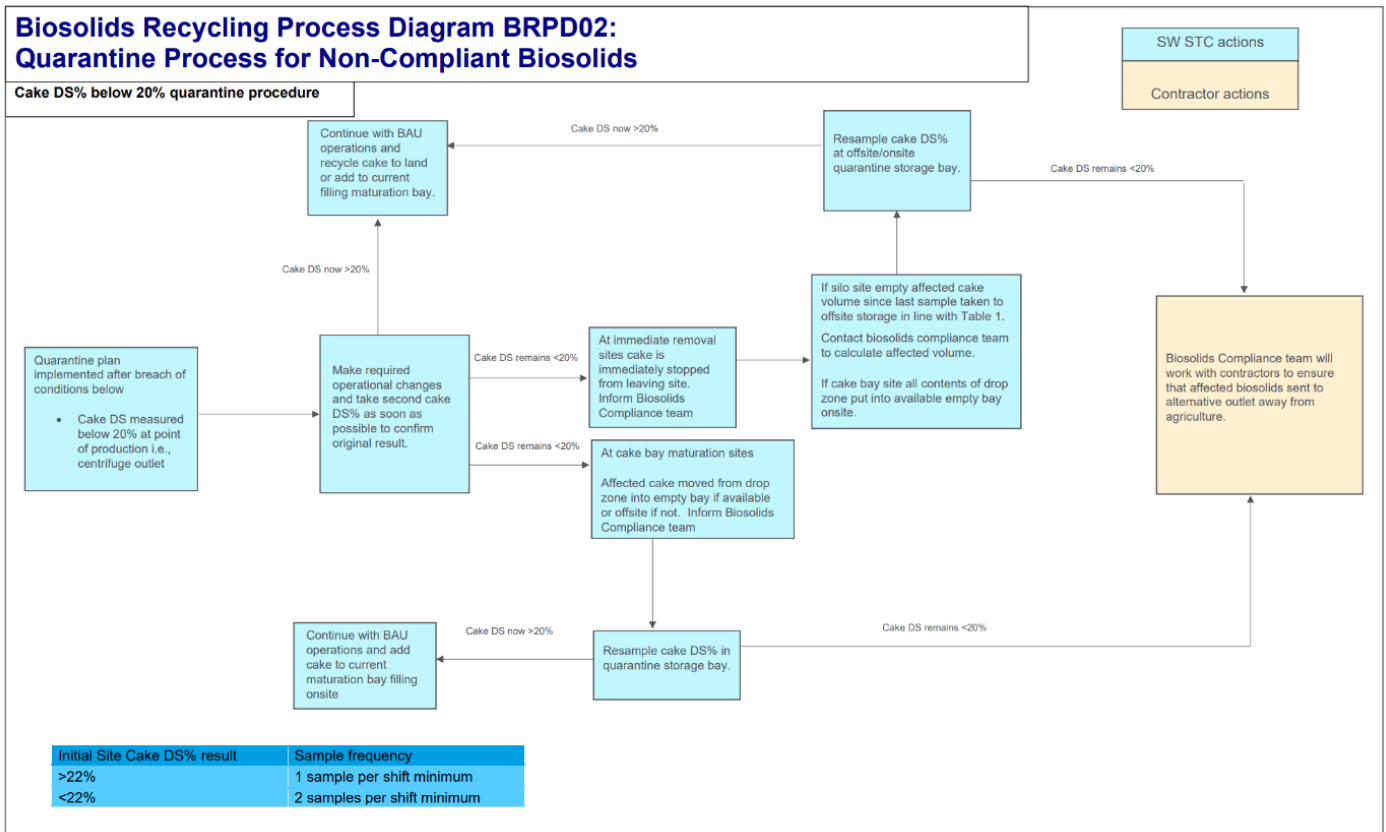 Biosolids Recycling Process Diagram BRPD02:
Quarantine Process for Non-Compliant Biosolids
SW STC actions
Contractor actions
Cake DS% below 20% quarantine procedure
Continue with BAU
operations and
recycle cake to land
or add to current
filling maturation bay.
Cake DS now >20%
Resample cake DS%
at offsite/onsite
quarantine storage bay.
Cake DS remains <20%
Cake DS now >20%
Quarantine plan
implemented after breach of
conditions below
• Cake DS measured
below 20% at point
of production i.e.,
centrifuge outlet
Make required
operational changes
and take second cake
DS% as soon as
possible to confirm
original result.
Cake DS remains <20%
At immediate removal
sites cake is
immediately stopped
from leaving site.
Inform Biosolids
Compliance team
If silo site empty affected cake
volume since last sample taken to
offsite storage in line with Table 1.
Contact biosolids compliance team
to calculate affected volume.
If cake bay site all contents of drop
zone put into available empty bay
onsite.
Biosolids Compliance team will
work with contractors to ensure
that affected biosolids sent to
alternative outlet away from
agriculture.
Cake DS remains <20%
At cake bay maturation sites
Affected cake moved from drop
zone into empty bay if available
or offsite if not. Inform Biosolids
Compliance team
Continue with BAU
operations and add
cake to current
maturation bay filling
onsite
Cake DS now >20%
Resample cake DS% in
quarantine storage bay.
Cake DS remains <20%
Initial Site Cake DS% result Sample frequency
>22% 1 sample per shift minimum
<22% 2 samples per shift minimum